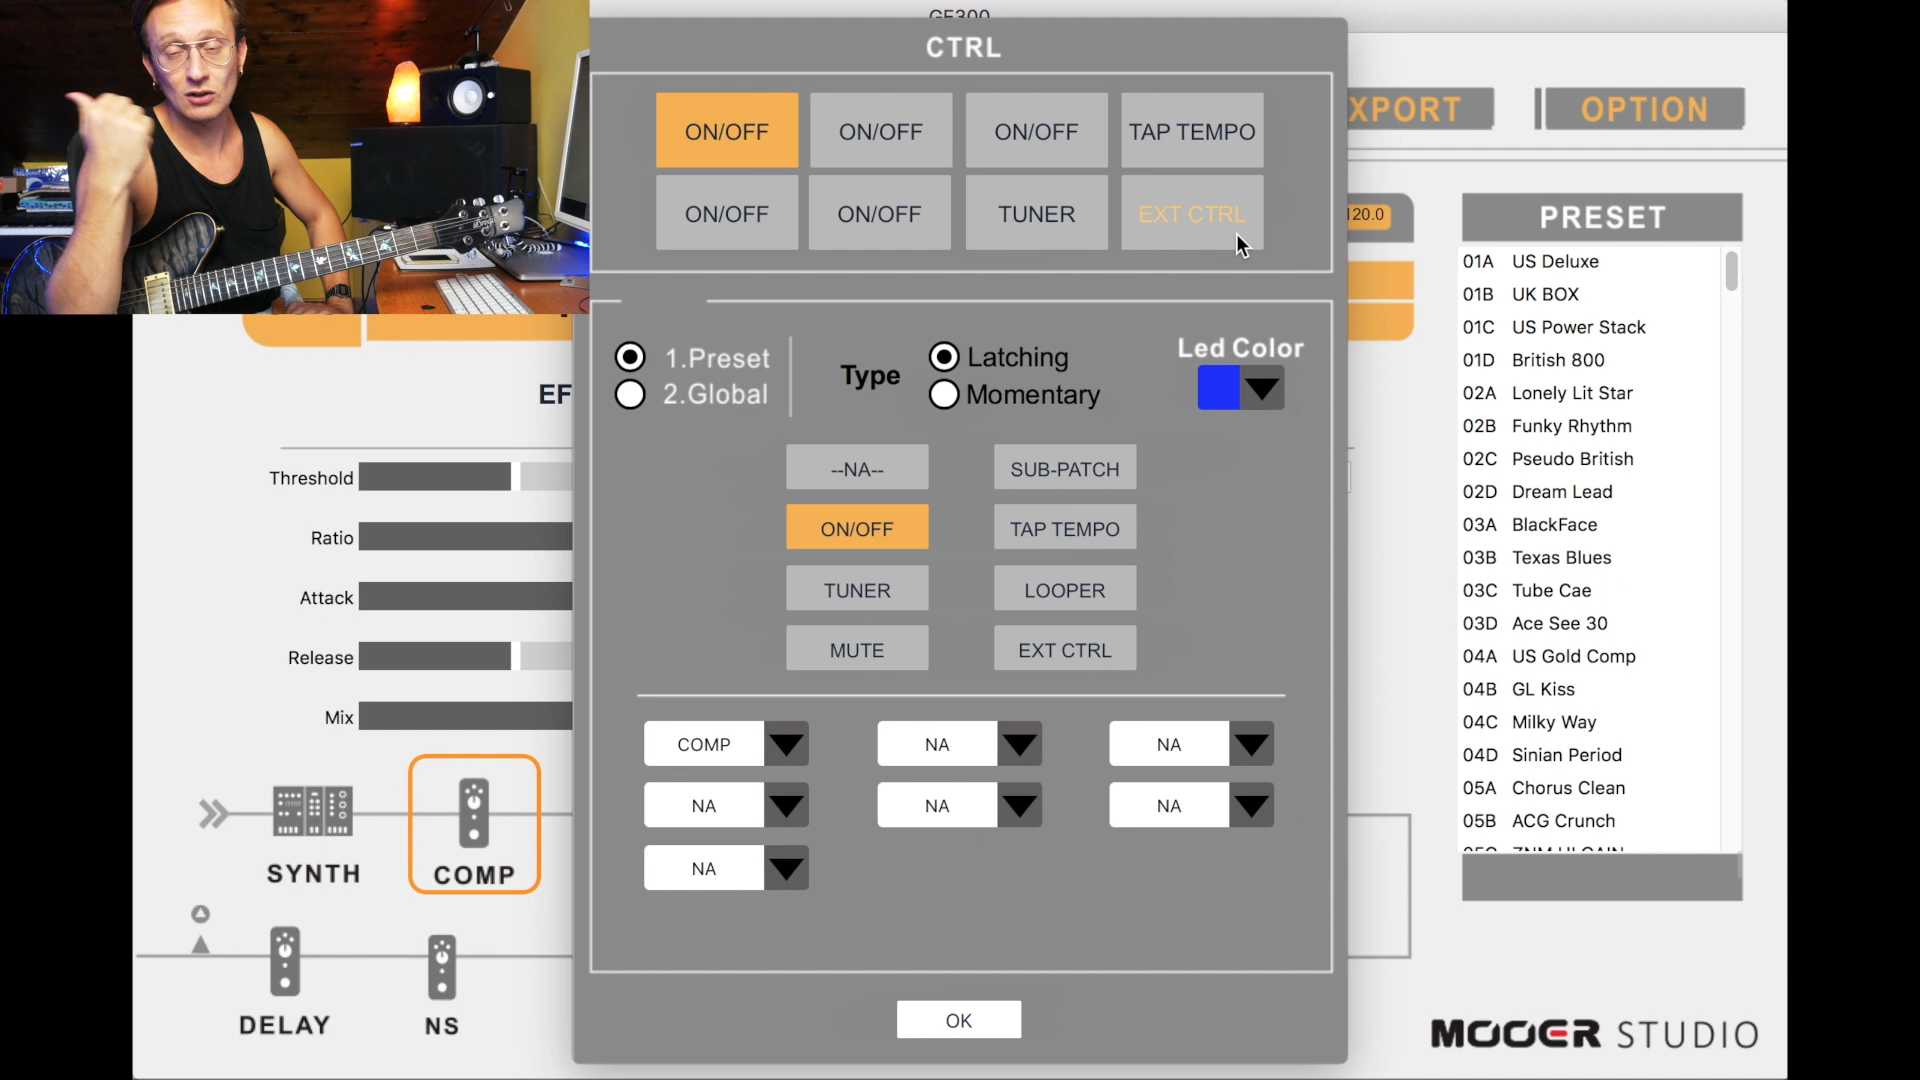 GE300
CTRL
ON/OFF ON/OFF ON/OFF TAP TEMPO
ON/OFF ON/OFF TUNER EXT CTRL
XPORT OPTION
120.0
1.Preset
2.Global
Type
Latching
Momentary
Led Color
--NA-- SUB-PATCH
ON/OFF TAP TEMPO
TUNER LOOPER
MUTE EXT CTRL
COMP NA NA
NA NA NA
NA
OK
EF
Threshold
Ratio
Attack
Release
Mix
SYNTH COMP
DELAY NS
PRESET
01A US Deluxe
01B UK BOX
01C US Power Stack
01D British 800
02A Lonely Lit Star
02B Funky Rhythm
02C Pseudo British
02D Dream Lead
03A BlackFace
03B Texas Blues
03C Tube Cae
03D Ace See 30
04A US Gold Comp
04B GL Kiss
04C Milky Way
04D Sinian Period
05A Chorus Clean
05B ACG Crunch
MOOER STUDIO